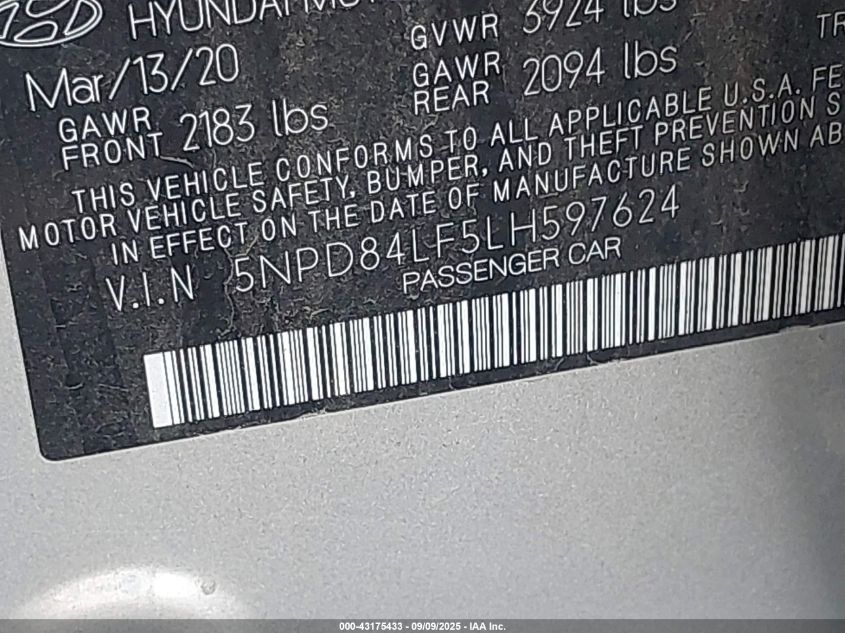 HYUNDAI
Mar/13/20
GVWR 3924 lbs
GAWR FRONT 2183 lbs
GAWR REAR 2094 lbs
TR
THIS VEHICLE CONFORMS TO ALL APPLICABLE U.S.A. FE
MOTOR VEHICLE SAFETY, BUMPER, AND THEFT PREVENTION S
IN EFFECT ON THE DATE OF MANUFACTURE SHOWN AB
V.I.N 5NPD84LF5LH597624
PASSENGER CAR
000-43175433 - 09/09/2025 - IAA Inc.